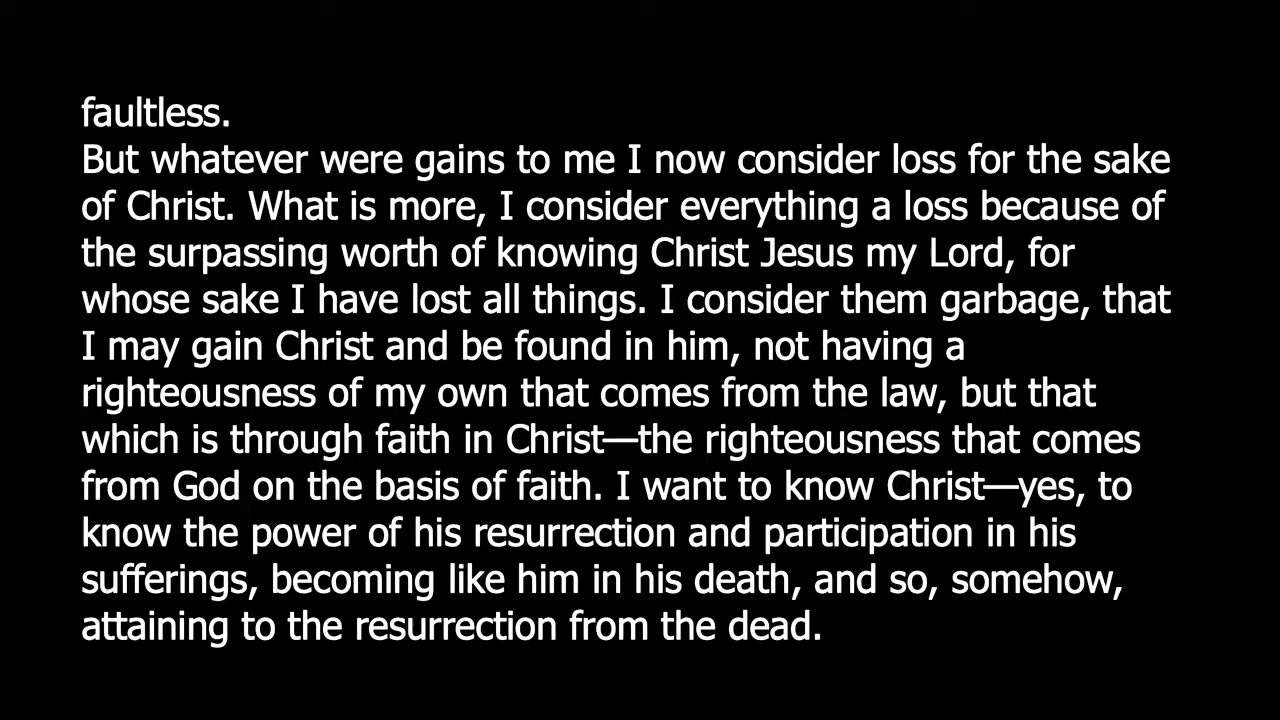 faultless.
But whatever were gains to me I now consider loss for the sake
of Christ. What is more, I consider everything a loss because of
the surpassing worth of knowing Christ Jesus my Lord, for
whose sake I have lost all things. I consider them garbage, that
I may gain Christ and be found in him, not having a
righteousness of my own that comes from the law, but that
which is through faith in Christ—the righteousness that comes
from God on the basis of faith. I want to know Christ—yes, to
know the power of his resurrection and participation in his
sufferings, becoming like him in his death, and so, somehow,
attaining to the resurrection from the dead.